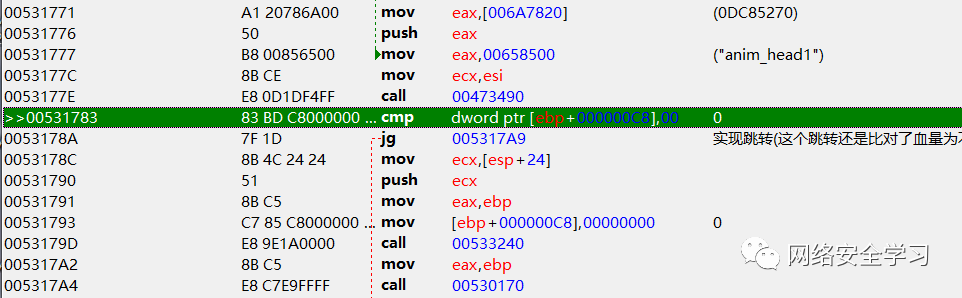 00531771 A1 20786A00 mov eax,[006A7820] (0DC85270)
00531776 50 push eax
00531777 B8 00856500 mov eax,00658500 ("anim_head1")
0053177C 8B CE mov ecx,esi
0053177E E8 0D1DF4FF call 00473490
>>00531783 83 BD C8000000 ... cmp dword ptr [ebp+000000C8],00 0
0053178A 7F 1D jg 005317A9 实现跳转(这个跳转还是比对了血量为
0053178C 8B 4C 24 24 mov ecx,[esp+24]
00531790 51 push ecx
00531791 8B C5 mov eax,ebp
00531793 C7 85 C8000000 ... mov [ebp+000000C8],00000000 0
0053179D E8 9E1A0000 call 00533240
005317A2 8B C5 mov eax,ebp
005317A4 E8 C7E9FFFF call 00530170
网络安全学习